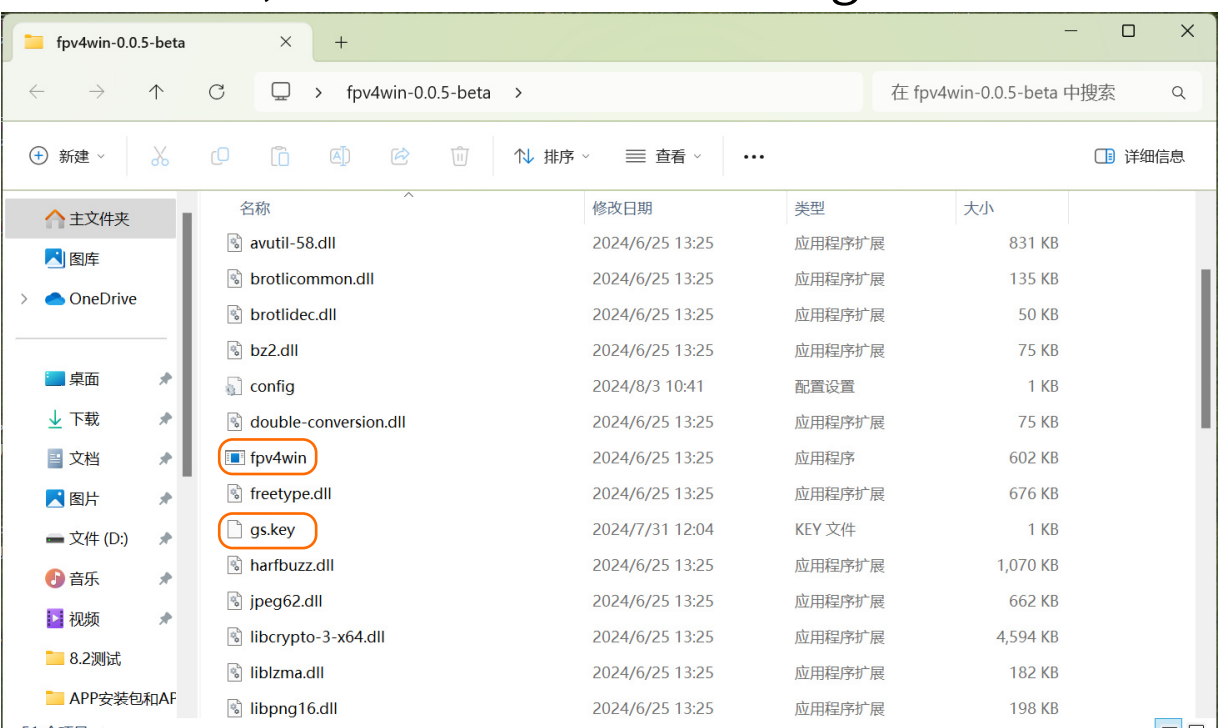 fpv4win-0.0.5-beta
fpv4win-0.0.5-beta
在 fpv4win-0.0.5-beta 中搜索
新建 排序 查看 详细信息
主文件夹
图库
OneDrive
桌面
下载
文档
图片
文件 (D:)
音乐
视频
8.2测试
APP安装包和AF
名称 修改日期 类型 大小
avutil-58.dll 2024/6/25 13:25 应用程序扩展 831 KB
brotlicommon.dll 2024/6/25 13:25 应用程序扩展 135 KB
brotlidec.dll 2024/6/25 13:25 应用程序扩展 50 KB
bz2.dll 2024/6/25 13:25 应用程序扩展 75 KB
config 2024/8/3 10:41 配置设置 1 KB
double-conversion.dll 2024/6/25 13:25 应用程序扩展 75 KB
fpv4win 2024/6/25 13:25 应用程序 602 KB
freetype.dll 2024/6/25 13:25 应用程序扩展 676 KB
gs.key 2024/7/31 12:04 KEY 文件 1 KB
harfbuzz.dll 2024/6/25 13:25 应用程序扩展 1,070 KB
jpeg62.dll 2024/6/25 13:25 应用程序扩展 662 KB
libcrypto-3-x64.dll 2024/6/25 13:25 应用程序扩展 4,594 KB
liblzma.dll 2024/6/25 13:25 应用程序扩展 182 KB
libpng16.dll 2024/6/25 13:25 应用程序扩展 198 KB